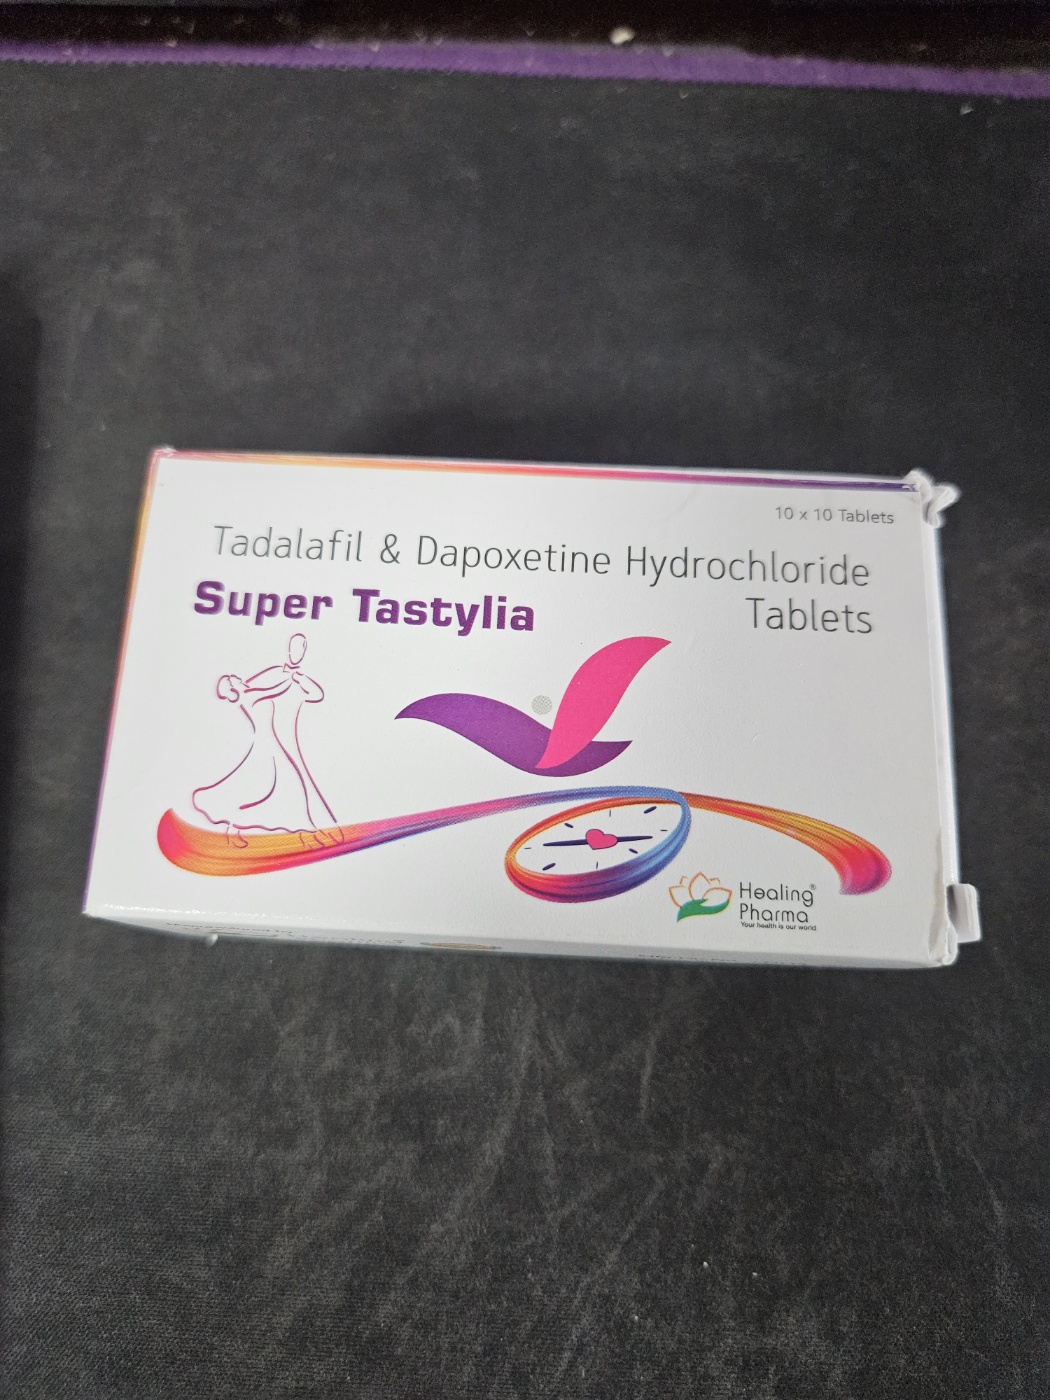 10 x 10 Tablets
Tadalafil & Dapoxetine Hydrochloride
Tablets
Super Tastylia
Healing®
Pharma
Your health is our world